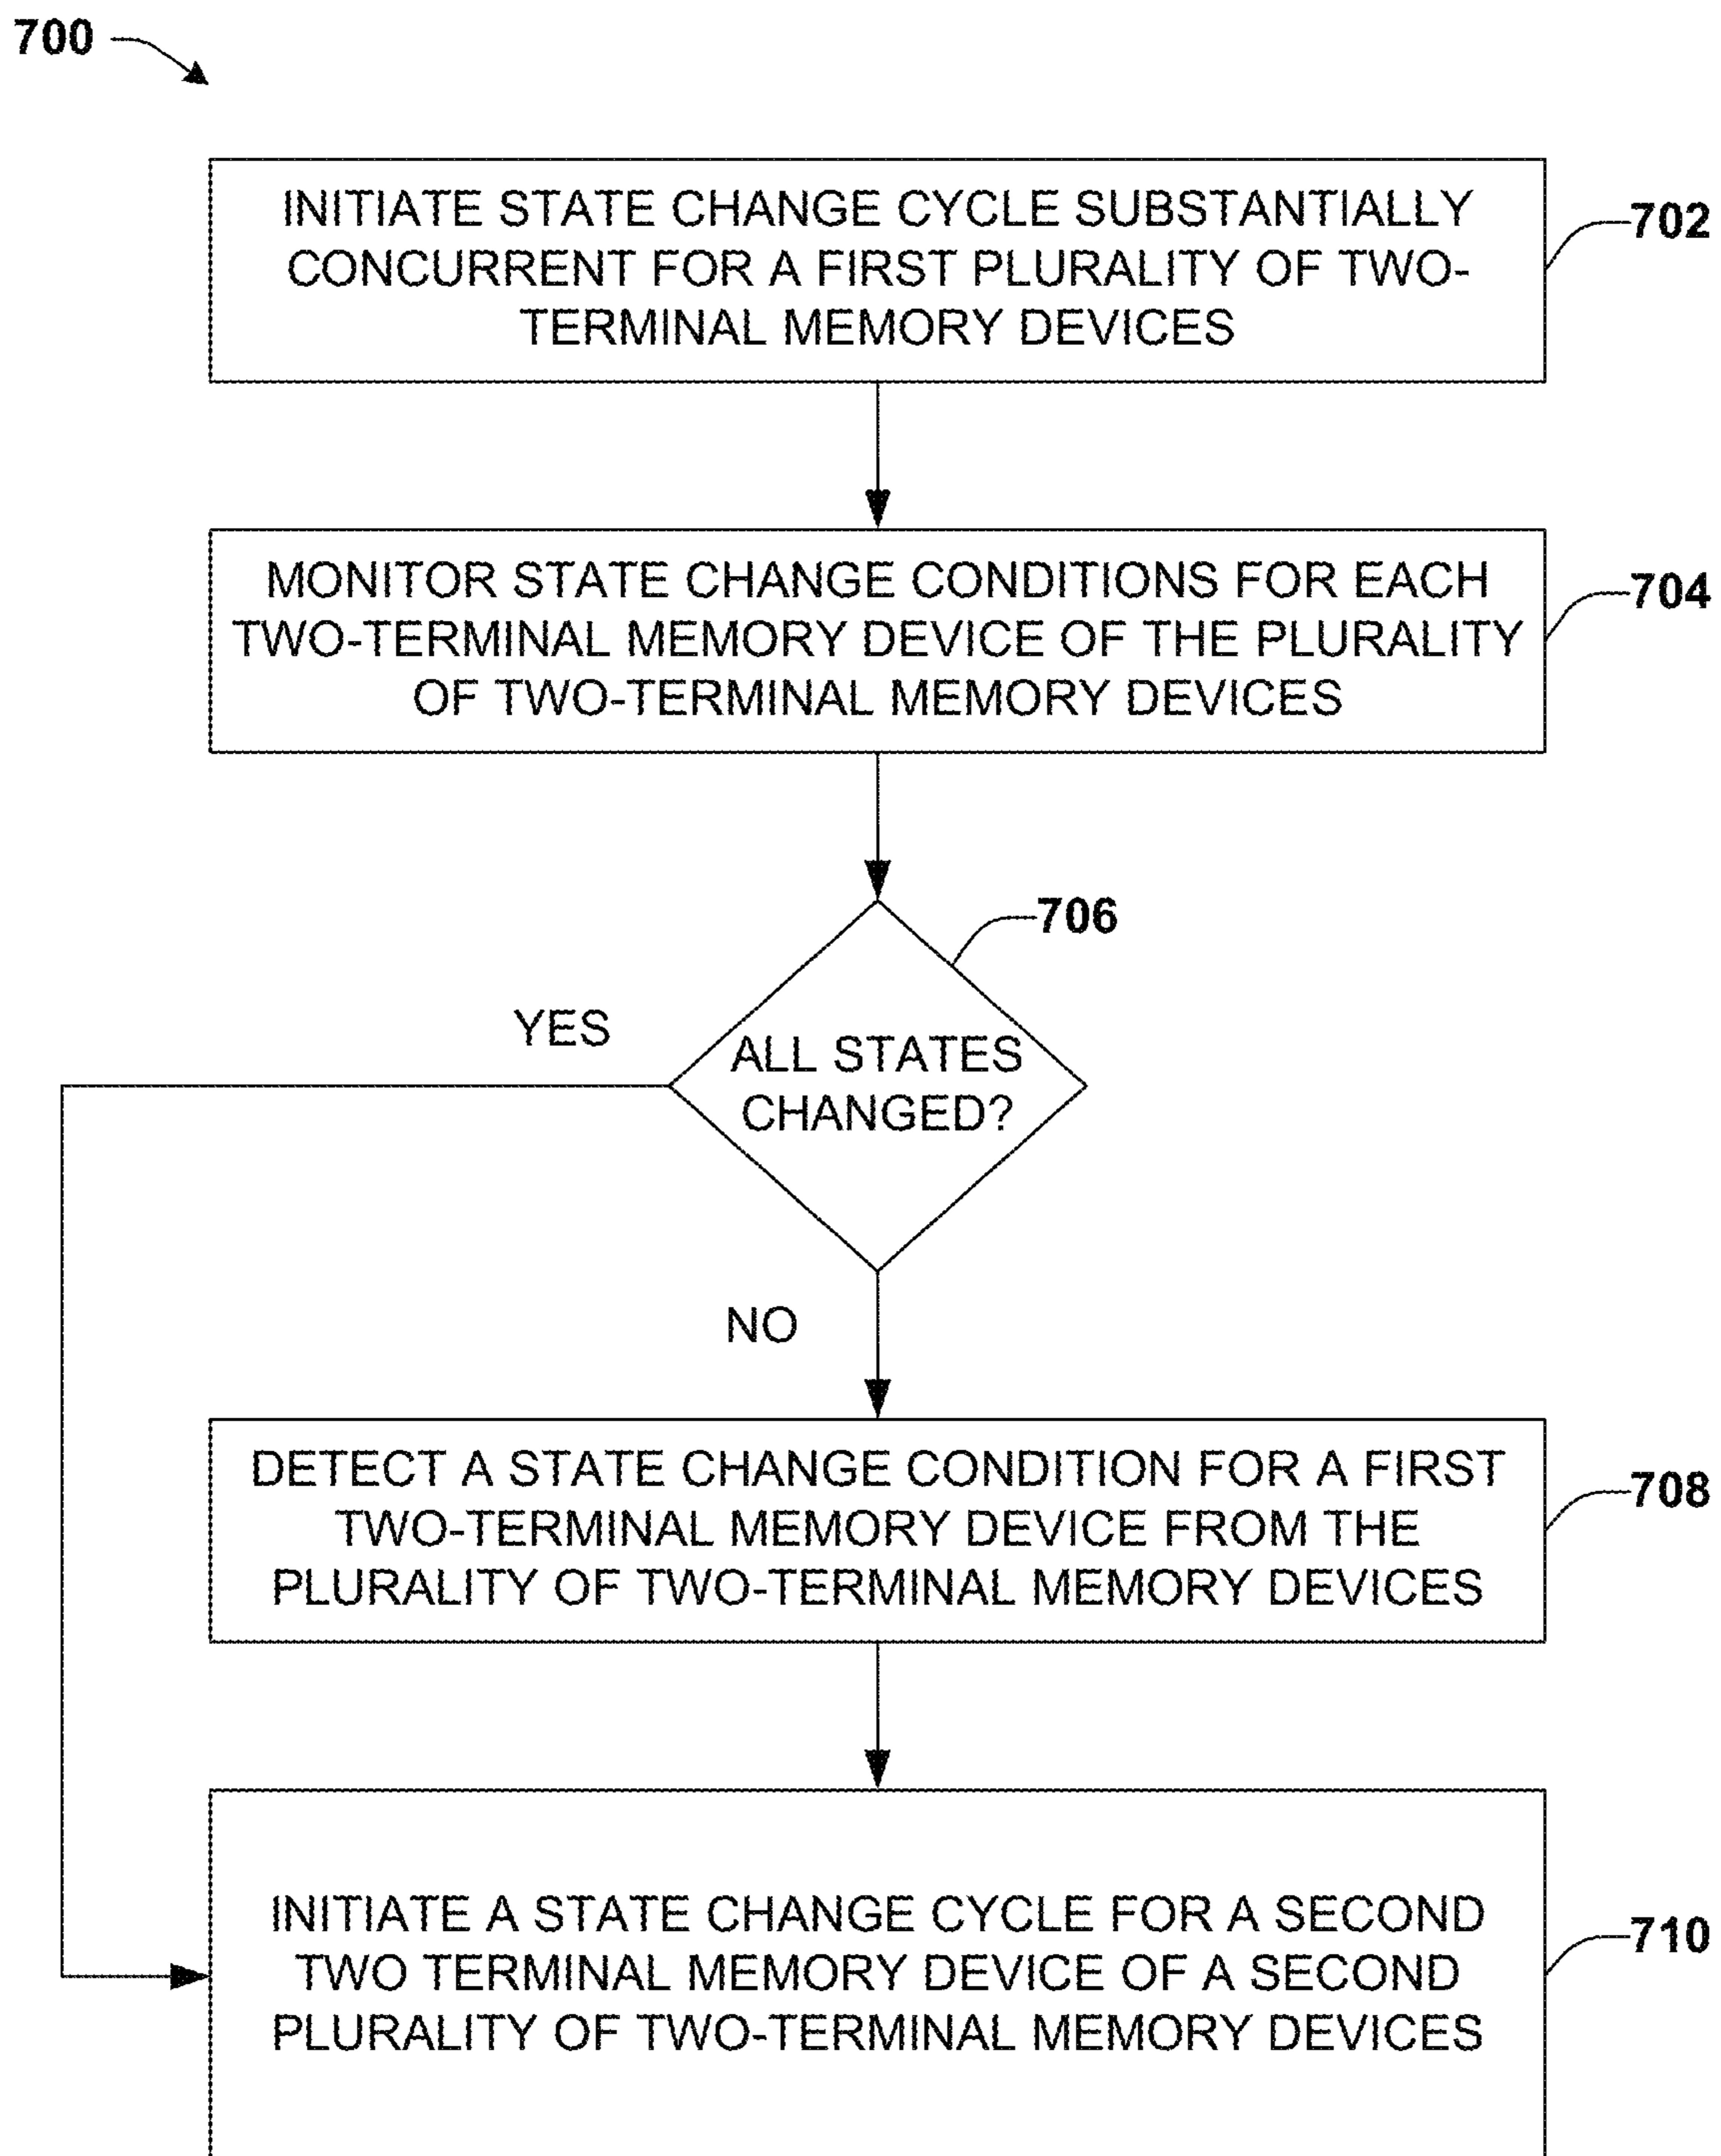 700
INITIATE STATE CHANGE CYCLE SUBSTANTIALLY
CONCURRENT FOR A FIRST PLURALITY OF TWO-
TERMINAL MEMORY DEVICES
702
MONITOR STATE CHANGE CONDITIONS FOR EACH
TWO-TERMINAL MEMORY DEVICE OF THE PLURALITY
OF TWO-TERMINAL MEMORY DEVICES
704
706
ALL STATES
CHANGED?
YES
NO
DETECT A STATE CHANGE CONDITION FOR A FIRST
TWO-TERMINAL MEMORY DEVICE FROM THE
PLURALITY OF TWO-TERMINAL MEMORY DEVICES
708
INITIATE A STATE CHANGE CYCLE FOR A SECOND
TWO TERMINAL MEMORY DEVICE OF A SECOND
PLURALITY OF TWO-TERMINAL MEMORY DEVICES
710